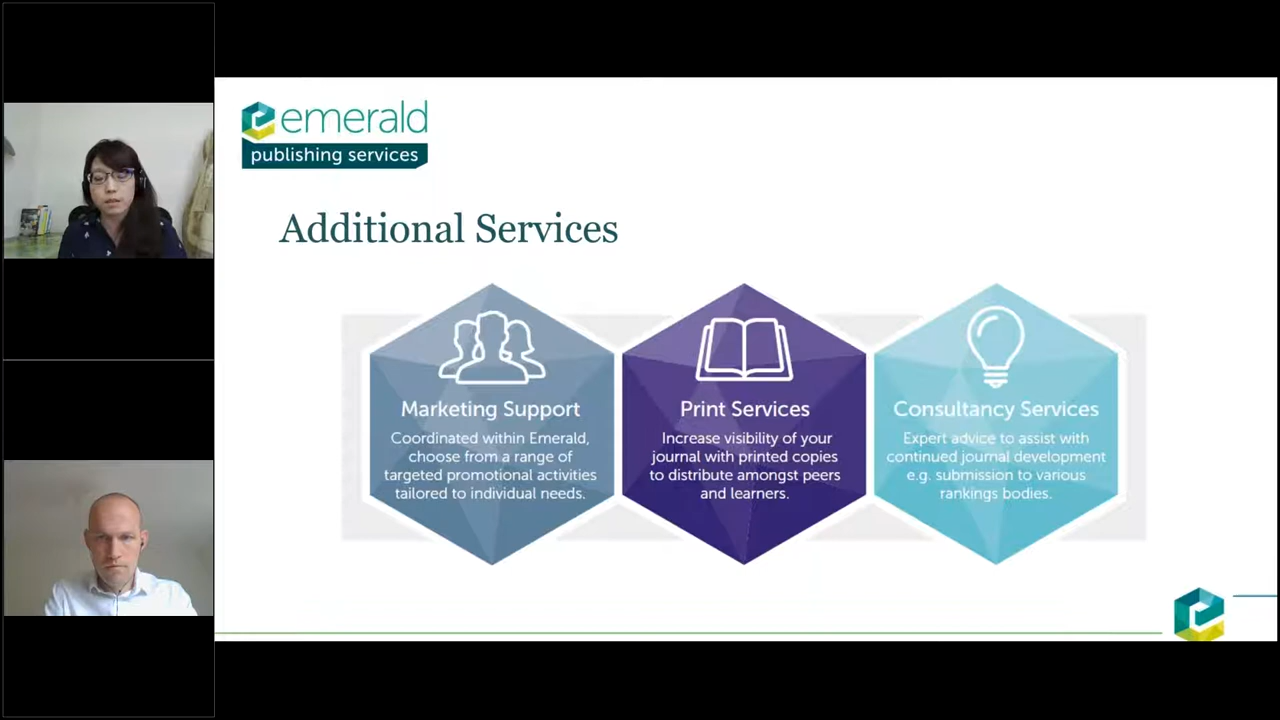 emerald
publishing services
Additional Services
Marketing Support
Coordinated within Emerald,
choose from a range of
targeted promotional activities
tailored to individual needs.
Print Services
Increase visibility of your
journal with printed copies
to distribute amongst peers
and learners.
Consultancy Services
Expert advice to assist with
continued journal development
e.g. submission to various
rankings bodies.